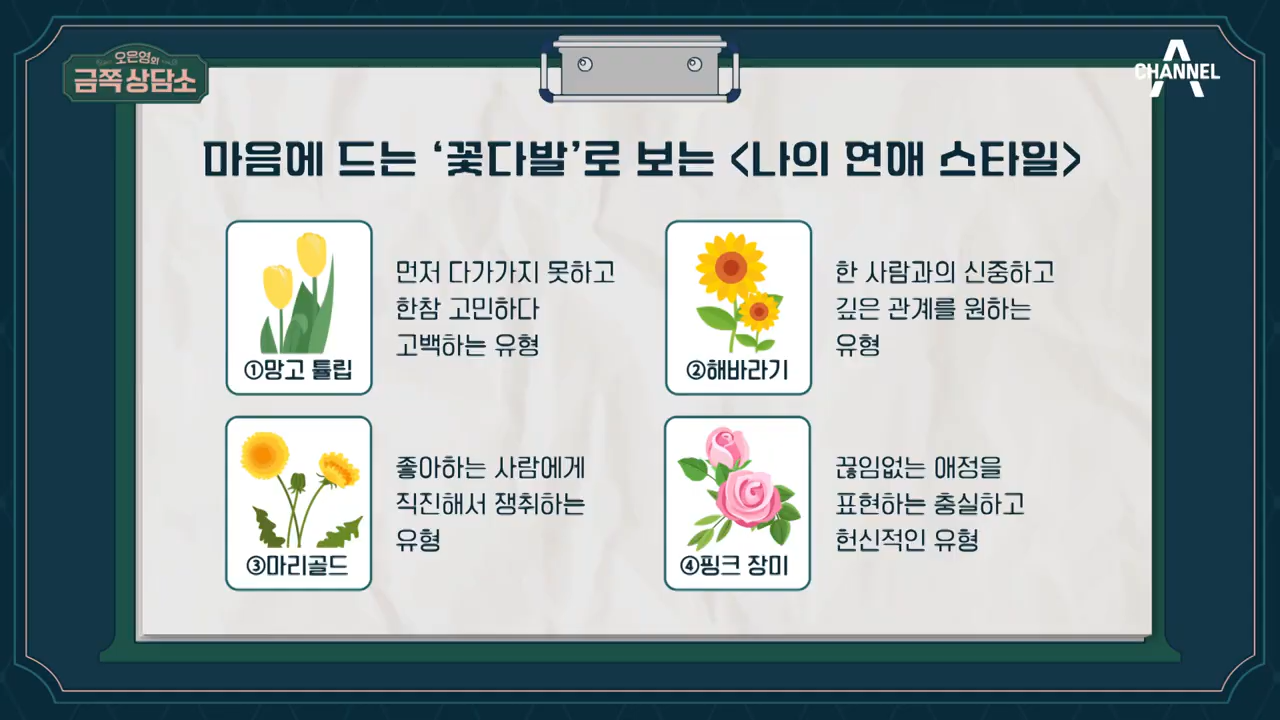 오은영의
금쪽 상담소
CHANNEL A
마음에 드는 ‘꽃다발’로 보는 <나의 연애 스타일>
①망고 튤립
먼저 다가가지 못하고
한참 고민하다
고백하는 유형
②해바라기
한 사람과의 신중하고
깊은 관계를 원하는
유형
③마리골드
좋아하는 사람에게
직진해서 쟁취하는
유형
④핑크 장미
끊임없는 애정을
표현하는 충실하고
헌신적인 유형